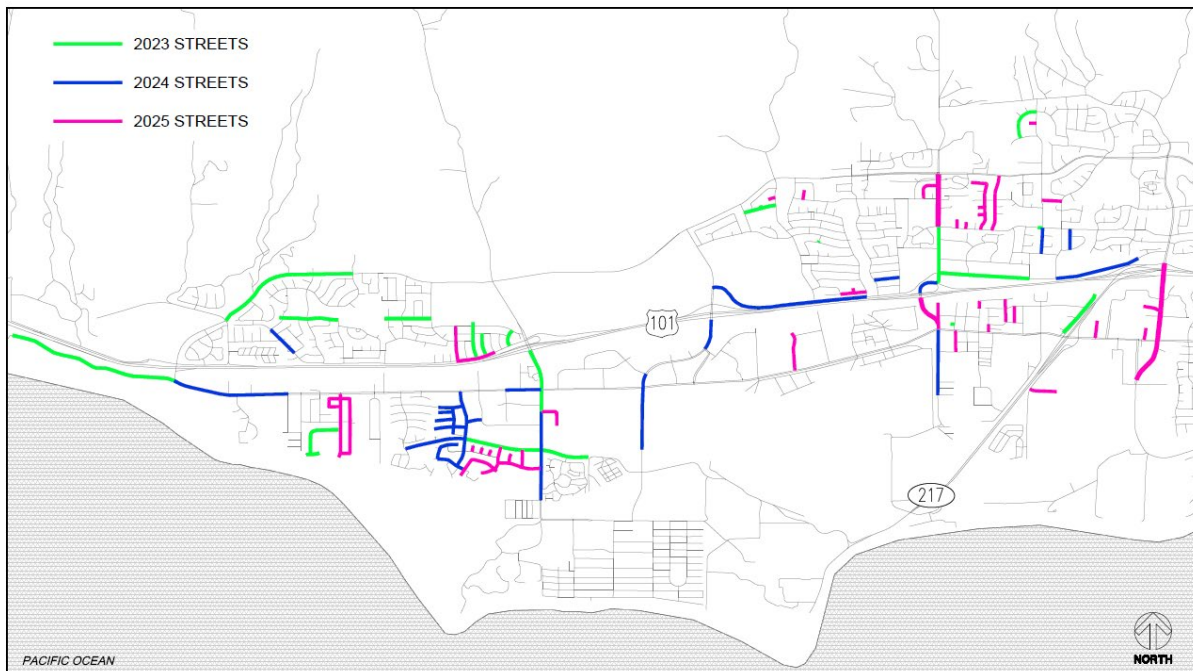 2023 STREETS
2024 STREETS
2025 STREETS
101
217
PACIFIC OCEAN
NORTH